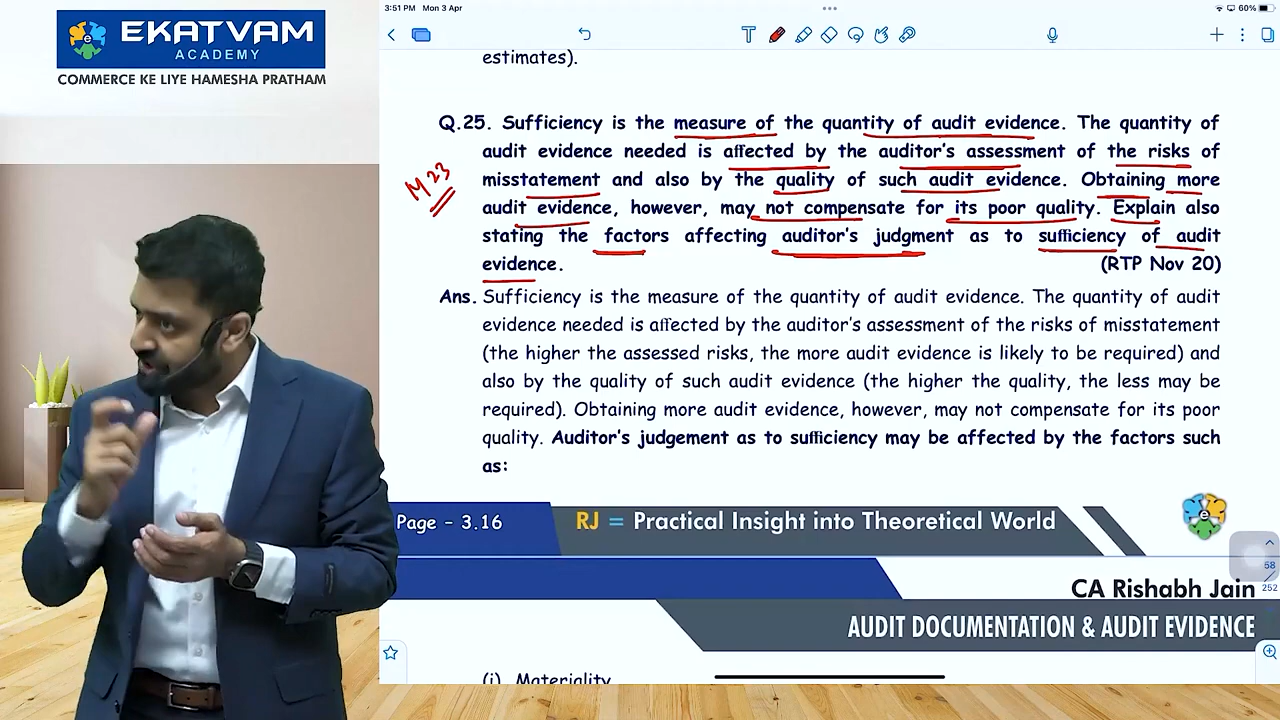 EKATVAM
ACADEMY
COMMERCE KE LIYE HAMESHA PRATHAM
3:51 PM Mon 3 Apr
60%
estimates).
Q.25. Sufficiency is the measure of the quantity of audit evidence. The quantity of
audit evidence needed is affected by the auditor's assessment of the risks of
misstatement and also by the quality of such audit evidence. Obtaining more
audit evidence, however, may not compensate for its poor quality. Explain also
stating the factors affecting auditor's judgment as to sufficiency of audit
evidence. (RTP Nov 20)
M 23
Ans. Sufficiency is the measure of the quantity of audit evidence. The quantity of audit
evidence needed is affected by the auditor's assessment of the risks of misstatement
(the higher the assessed risks, the more audit evidence is likely to be required) and
also by the quality of such audit evidence (the higher the quality, the less may be
required). Obtaining more audit evidence, however, may not compensate for its poor
quality. Auditor's judgement as to sufficiency may be affected by the factors such
as:
Page – 3.16
RJ = Practical Insight into Theoretical World
58
252
CA Rishabh Jain
AUDIT DOCUMENTATION & AUDIT EVIDENCE
(i) Materiality